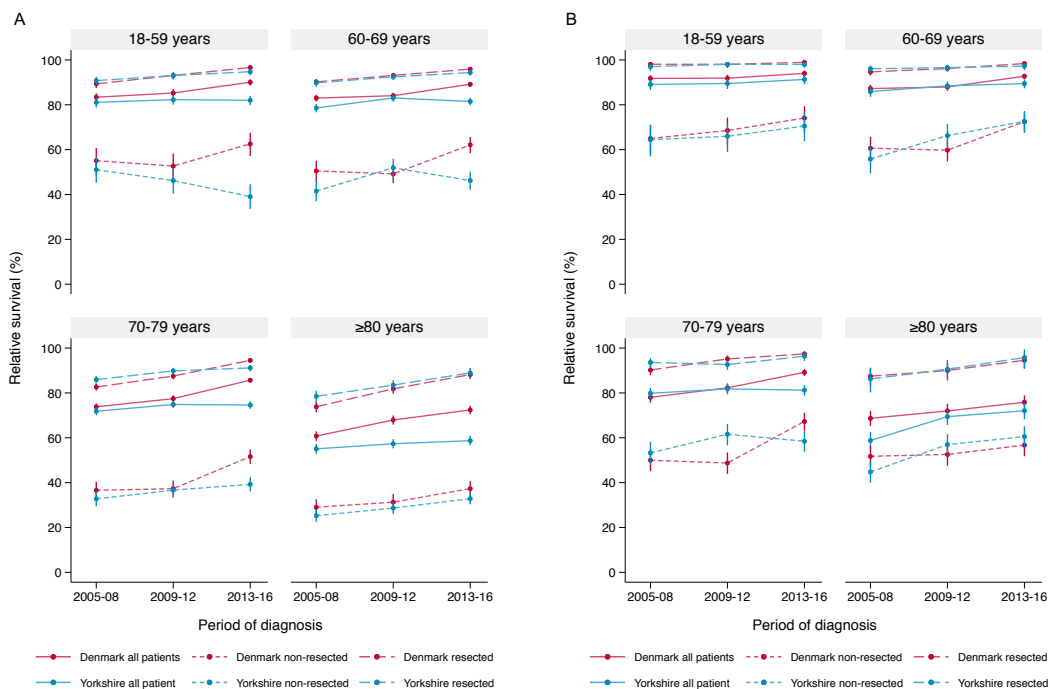 A
18-59 years
60-69 years
100
80
60
40
20
0
70-79 years
≥80 years
100
80
60
40
20
0
Relative survival (%)
2005-08 2009-12 2013-16
2005-08 2009-12 2013-16
Period of diagnosis
Denmark all patients Denmark non-resected Denmark resected
Yorkshire all patient Yorkshire non-resected Yorkshire resected
B
18-59 years
60-69 years
100
80
60
40
20
0
70-79 years
≥80 years
100
80
60
40
20
0
Relative survival (%)
2005-08 2009-12 2013-16
2005-08 2009-12 2013-16
Period of diagnosis
Denmark all patients Denmark non-resected Denmark resected
Yorkshire all patient Yorkshire non-resected Yorkshire resected